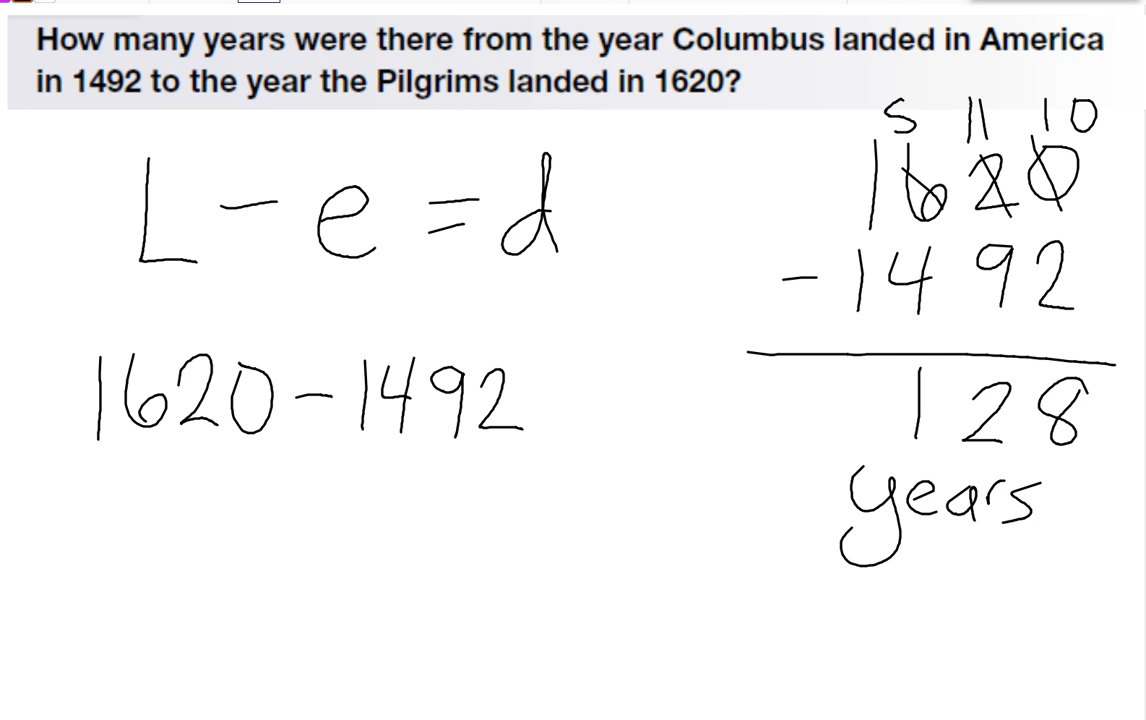 How many years were there from the year Columbus landed in America
in 1492 to the year the Pilgrims landed in 1620?
L - e = d
1620 - 1492
5 11 10
1620
- 1492
128
years